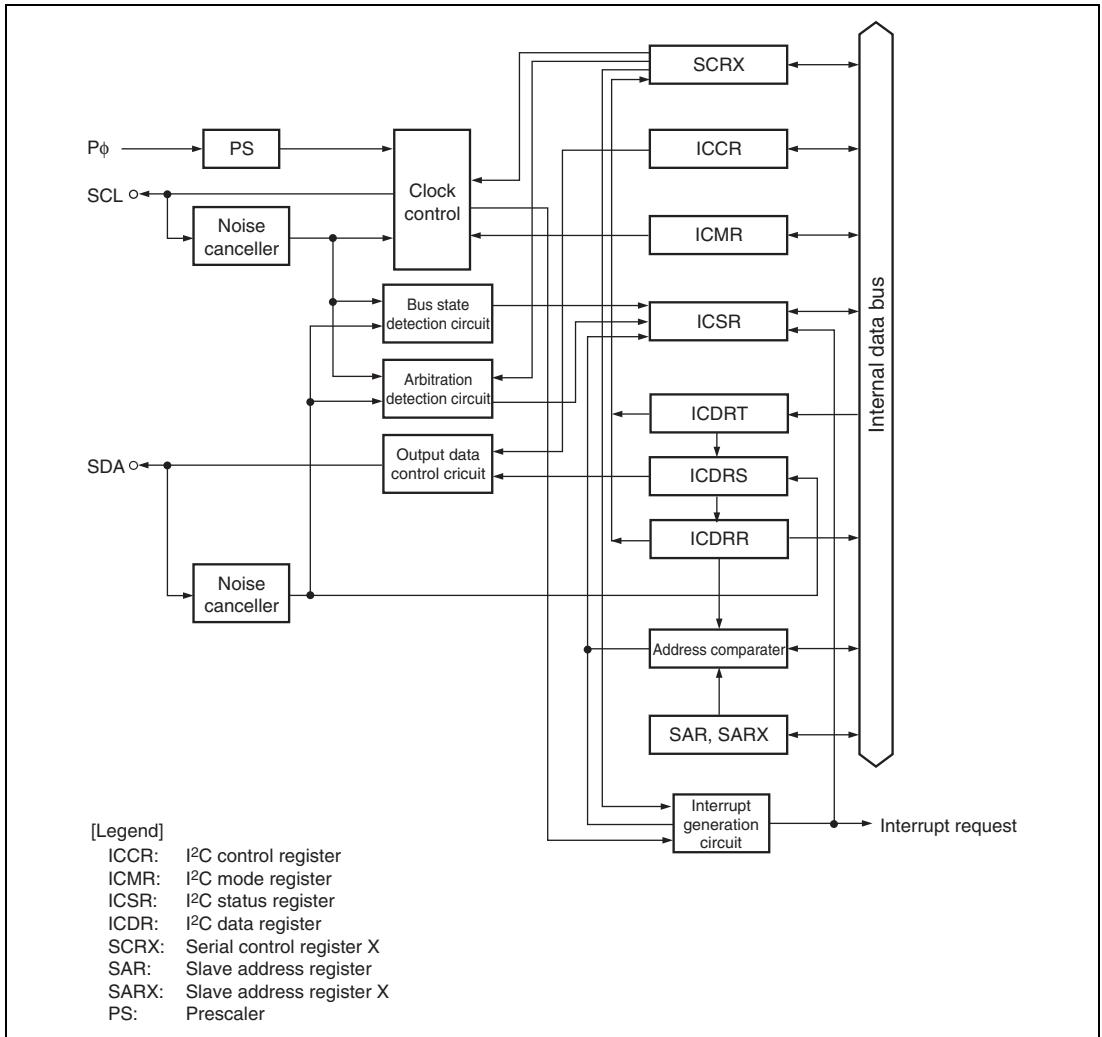 SCRX
Pφ
PS
ICCR
SCL
Clock
control
Noise
canceller
ICMR
Bus state
detection circuit
ICSR
Internal data bus
Arbitration
detection circuit
ICDRT
SDA
Output data
control cricuit
ICDRS
ICDRR
Noise
canceller
Address comparater
SAR, SARX
Interrupt
generation
circuit
Interrupt request
[Legend]
ICCR: I²C control register
ICMR: I²C mode register
ICSR: I²C status register
ICDR: I²C data register
SCRX: Serial control register X
SAR: Slave address register
SARX: Slave address register X
PS: Prescaler